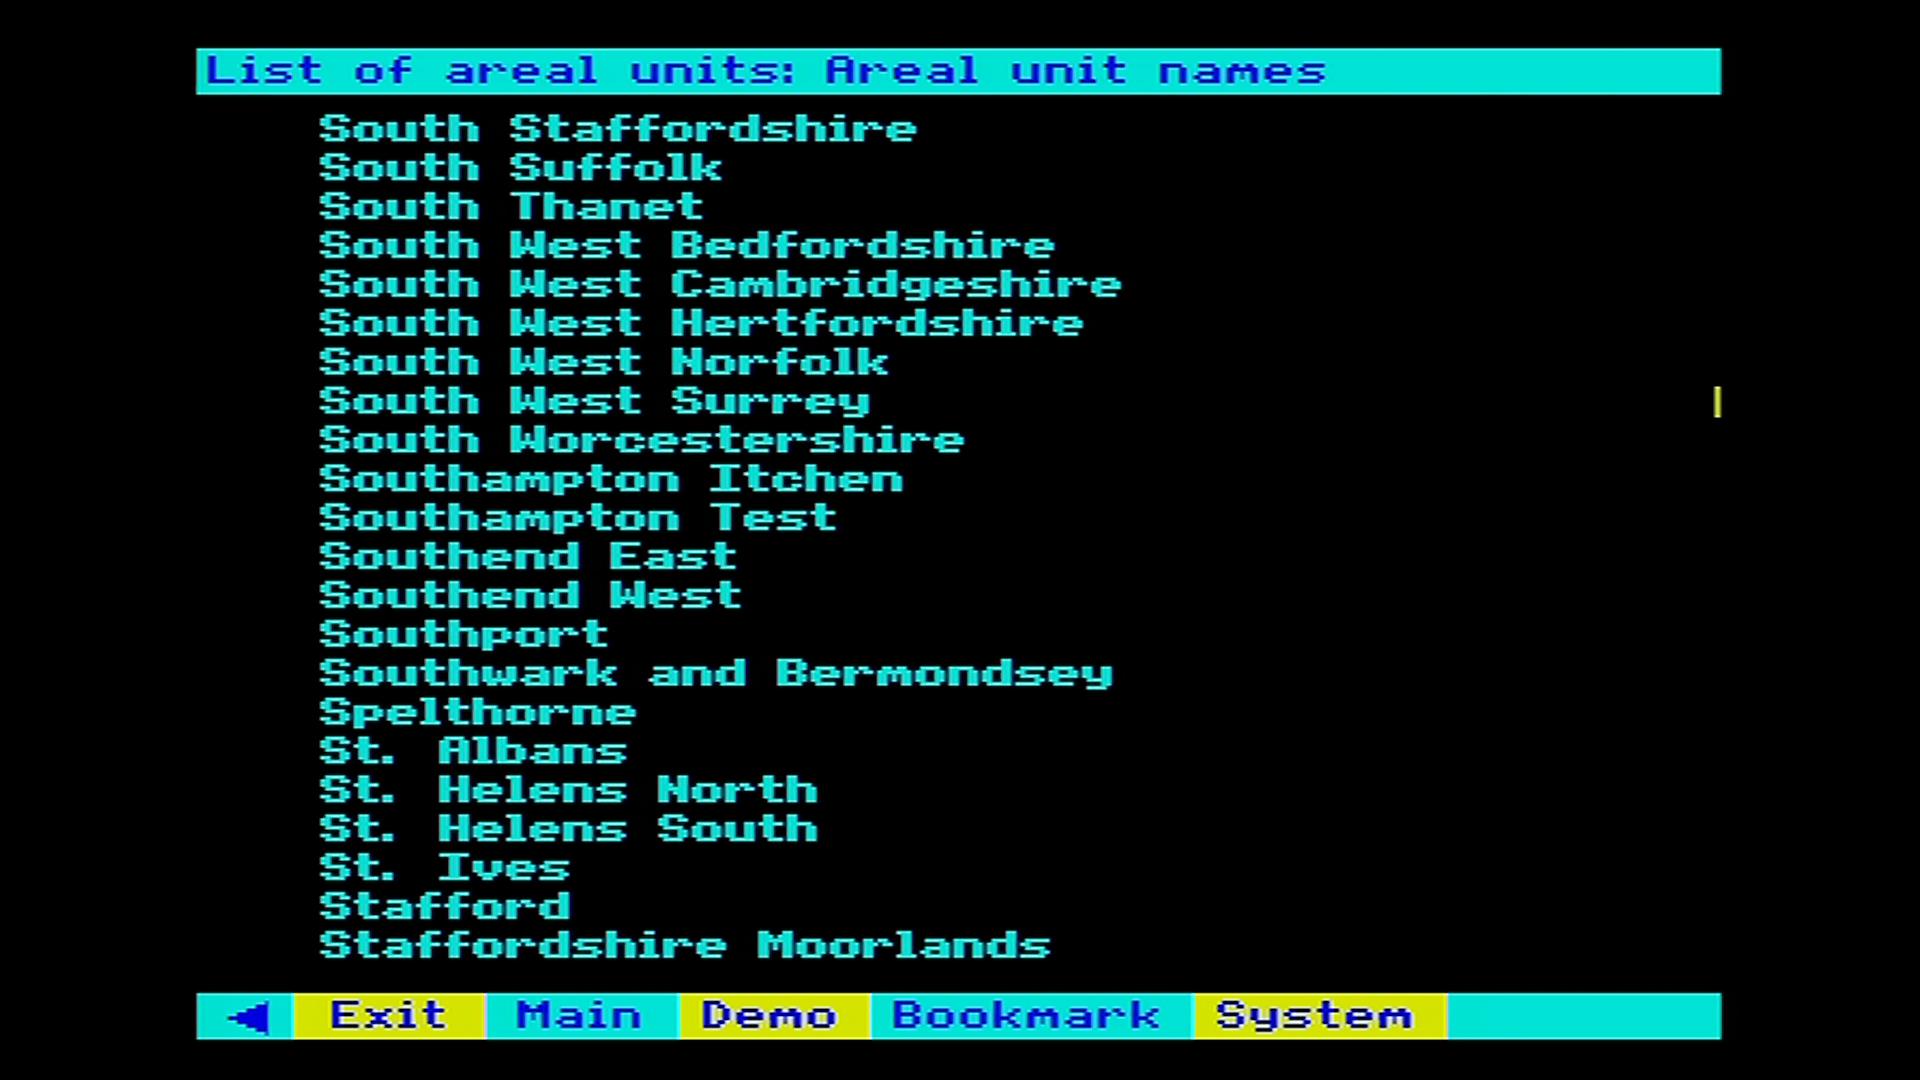 List of areal units: Areal unit names
South Staffordshire
South Suffolk
South Thanet
South West Bedfordshire
South West Cambridgeshire
South West Hertfordshire
South West Norfolk
South West Surrey
South Worcestershire
Southampton Itchen
Southampton Test
Southend East
Southend West
Southport
Southwark and Bermondsey
Spelthorne
St. Albans
St. Helens North
St. Helens South
St. Ives
Stafford
Staffordshire Moorlands
Exit Main Demo Bookmark System